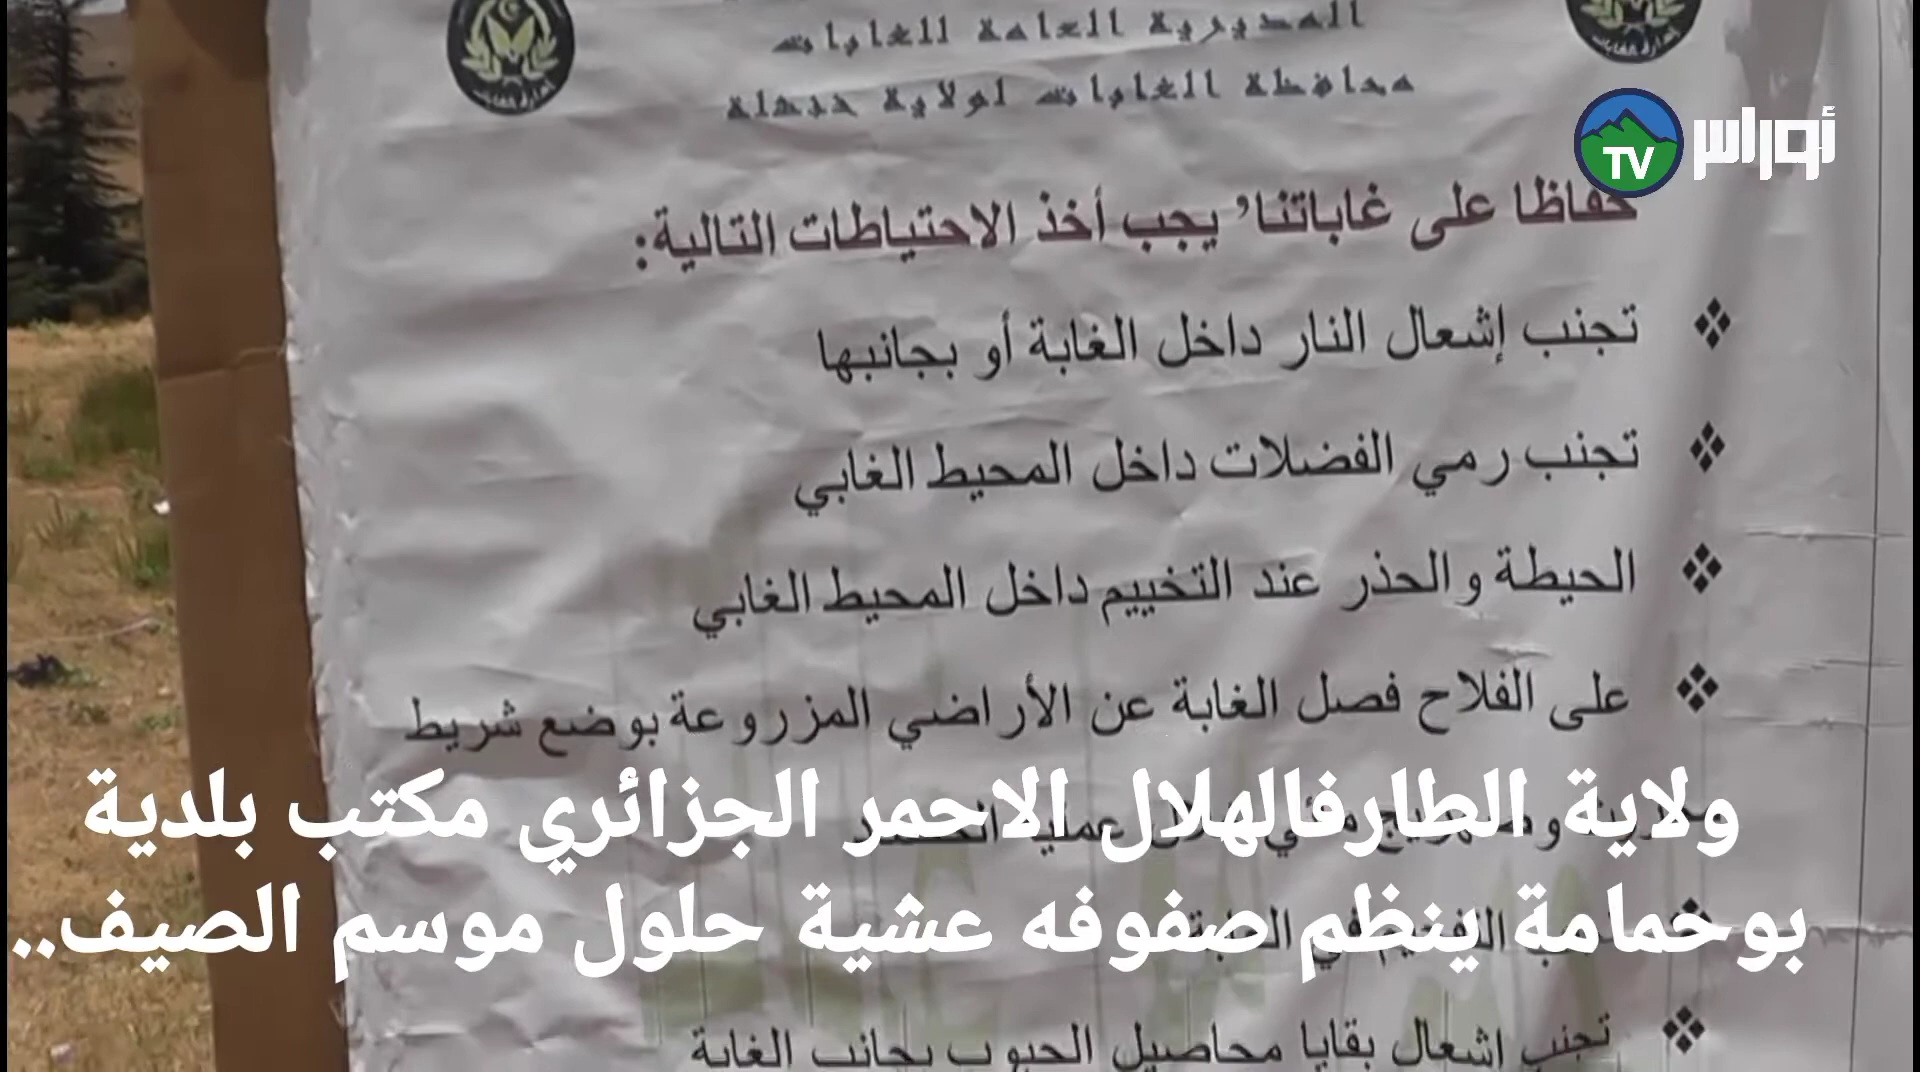 المديرية العامة للغابات
محافظة الغابات لولاية خنشلة
أوراس
TV
حفاظا على غاباتنا، يجب أخذ الاحتياطات التالية:
❖ تجنب إشعال النار داخل الغابة أو بجانبها
❖ تجنب رمي الفضلات داخل المحيط الغابي
❖ الحيطة والحذر عند التخييم داخل المحيط الغابي
❖ على الفلاح فصل الغابة عن الأراضي المزروعة بوضع شريط
ولاية الطارفالهلال الاحمر الجزائري مكتب بلدية
بوحمامة ينظم صفوفه عشية حلول موسم الصيف..
❖ تجنب إشعال بقايا محاصيل الحبوب بجانب الغابة